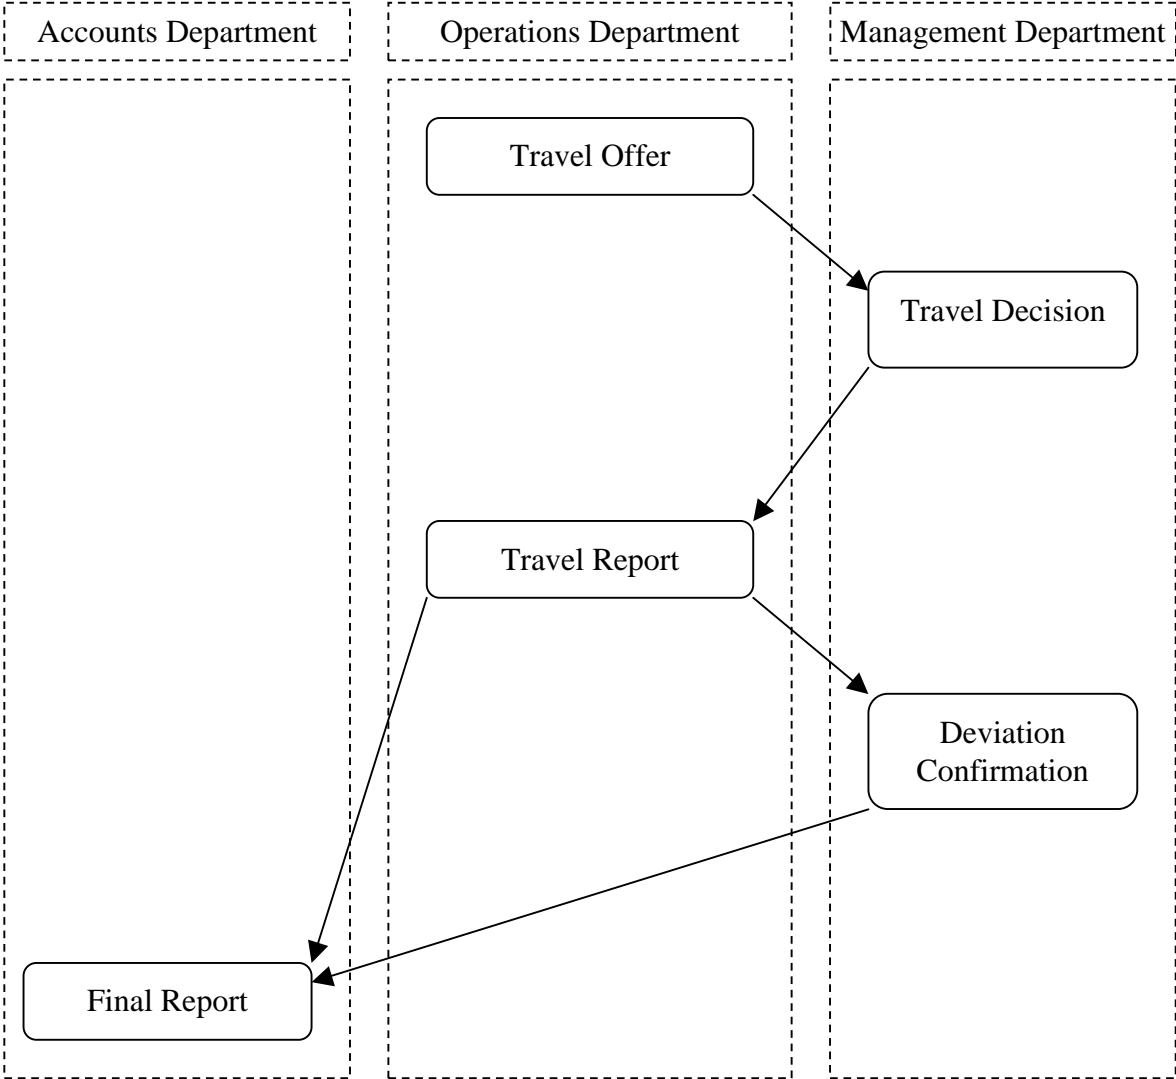 Accounts Department
Operations Department
Management Department
Travel Offer
Travel Decision
Travel Report
Deviation
Confirmation
Final Report